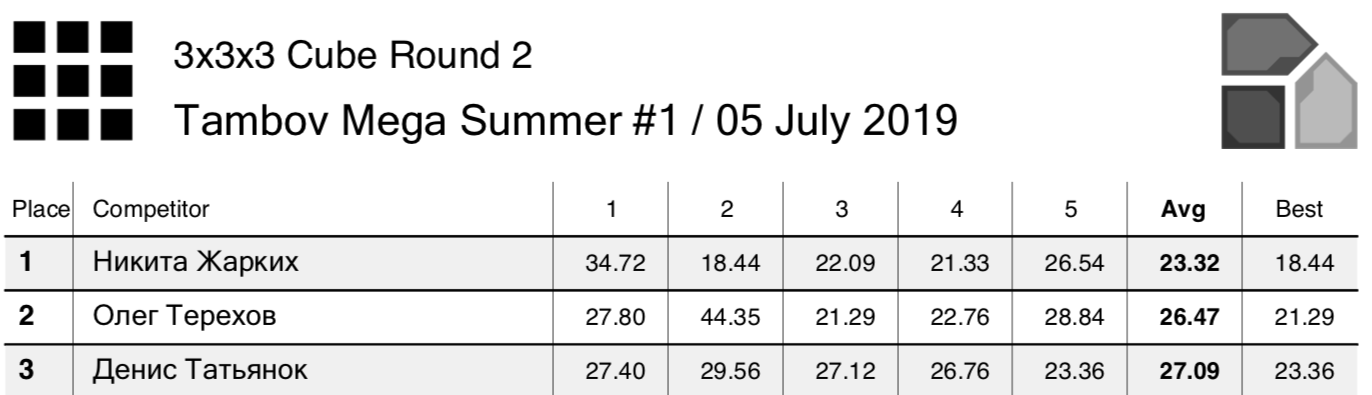 3x3x3 Cube Round 2
Tambov Mega Summer #1 / 05 July 2019
Place Competitor 1 2 3 4 5 Avg Best
1 Никита Жарких 34.72 18.44 22.09 21.33 26.54 23.32 18.44
2 Олег Терехов 27.80 44.35 21.29 22.76 28.84 26.47 21.29
3 Денис Татьянок 27.40 29.56 27.12 26.76 23.36 27.09 23.36